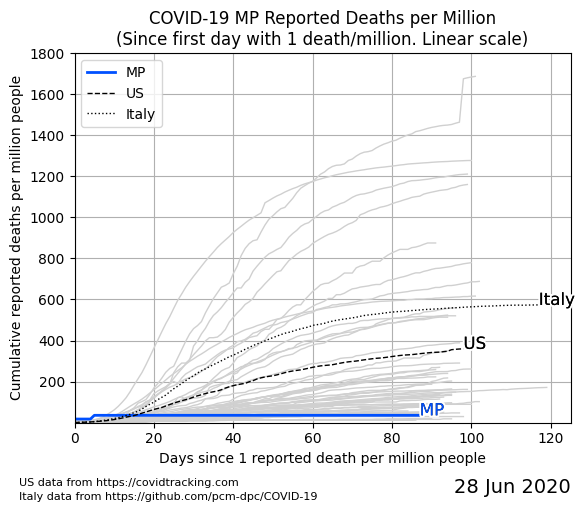 COVID-19 MP Reported Deaths per Million
(Since first day with 1 death/million. Linear scale)
Cumulative reported deaths per million people
1800
1600
1400
1200
1000
800
600
400
200
MP
US
Italy
Italy
US
MP
0
20
40
60
80
100
120
Days since 1 reported death per million people
US data from https://covidtracking.com
Italy data from https://github.com/pcm-dpc/COVID-19
28 Jun 2020